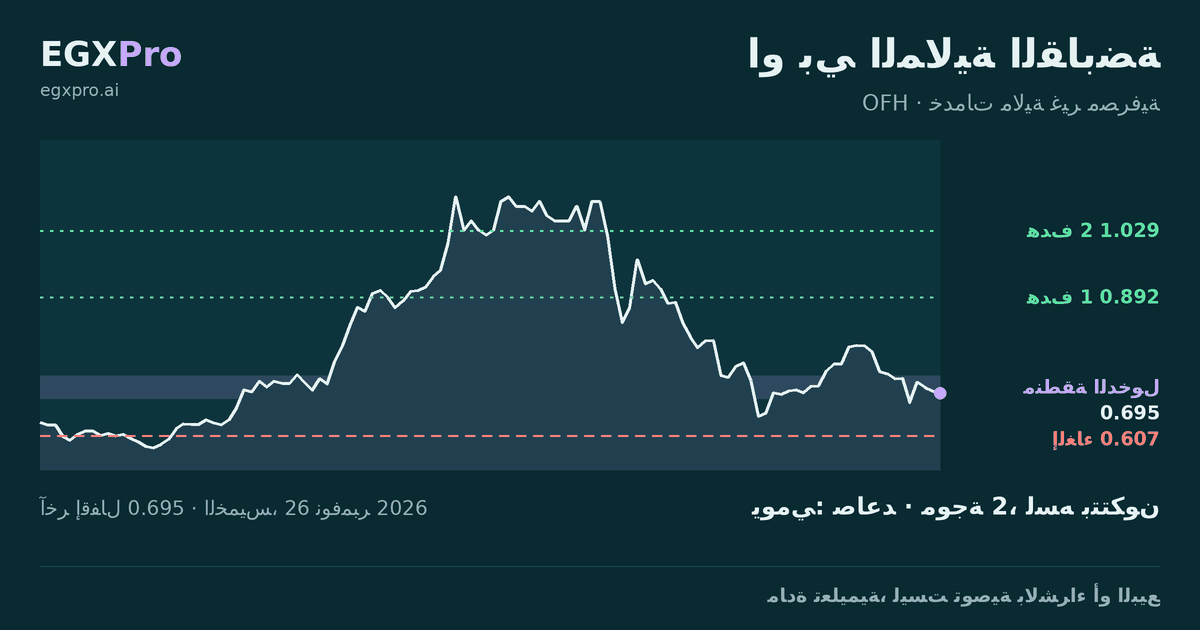 EGXPro
egxpro.ai
او بي المالية القابضة
OFH · خدمات مالية غير مصرفية
هدف 2 1.029
هدف 1 0.892
منطقة الدخول
0.695
إلغاء 0.607
يومي: صاعد · موجة 2، لسه بتتكون
آخر إقفال 0.695 · الخميس، 26 نوفمبر 2026
مادة تعليمية، ليست توصية بالشراء أو البيع